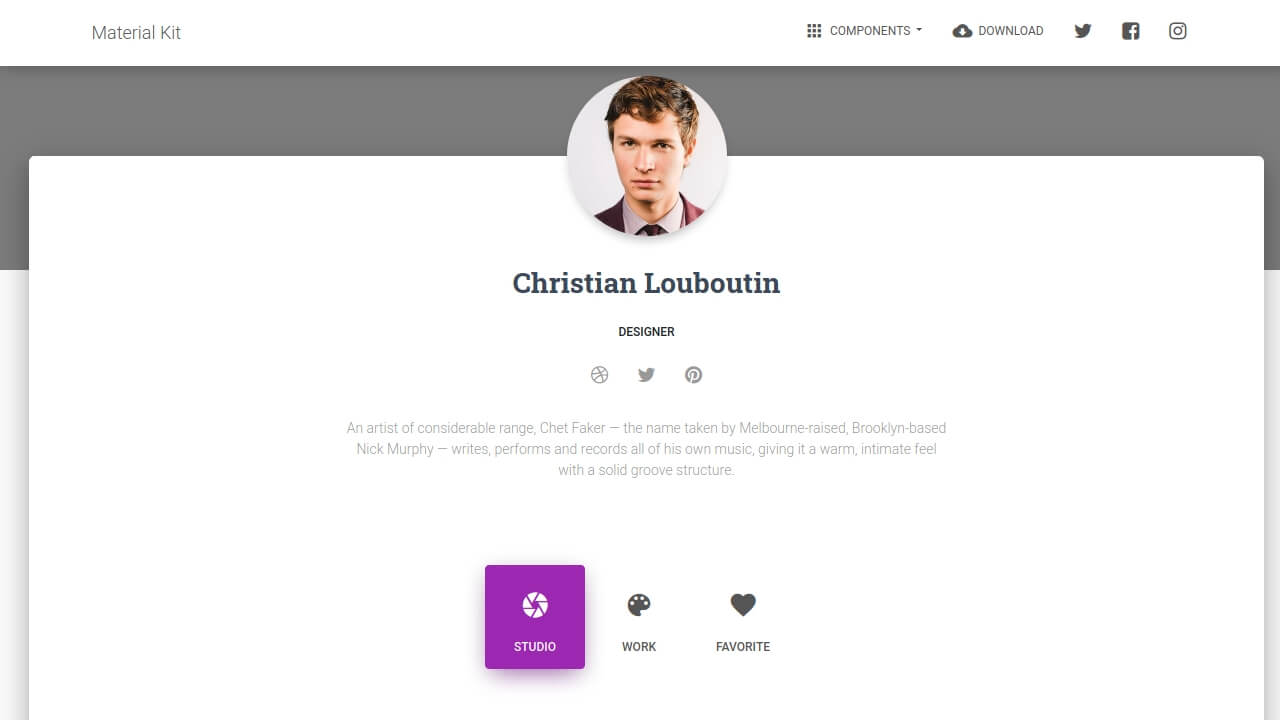 Material Kit
COMPONENTS
DOWNLOAD
Christian Louboutin
DESIGNER
An artist of considerable range, Chet Faker — the name taken by Melbourne-raised, Brooklyn-based
Nick Murphy — writes, performs and records all of his own music, giving it a warm, intimate feel
with a solid groove structure.
STUDIO
WORK
FAVORITE